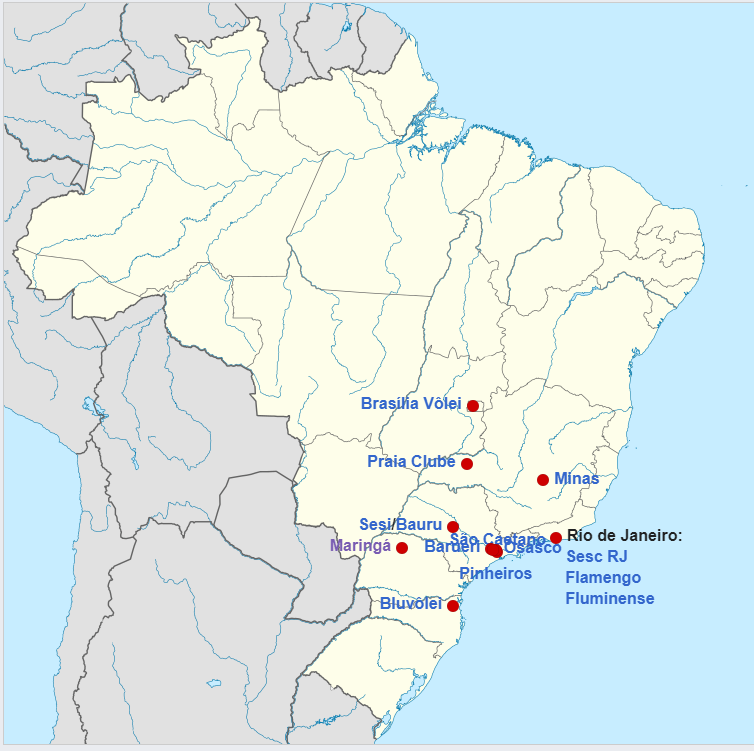 Brasília Vôlei
Praia Clube
Minas
Sesi/Bauru
Rio de Janeiro:
São Caetano
Maringá
Barueri
Osasco
Sesc RJ
Pinheiros
Flamengo
Fluminense
Bluvôlei